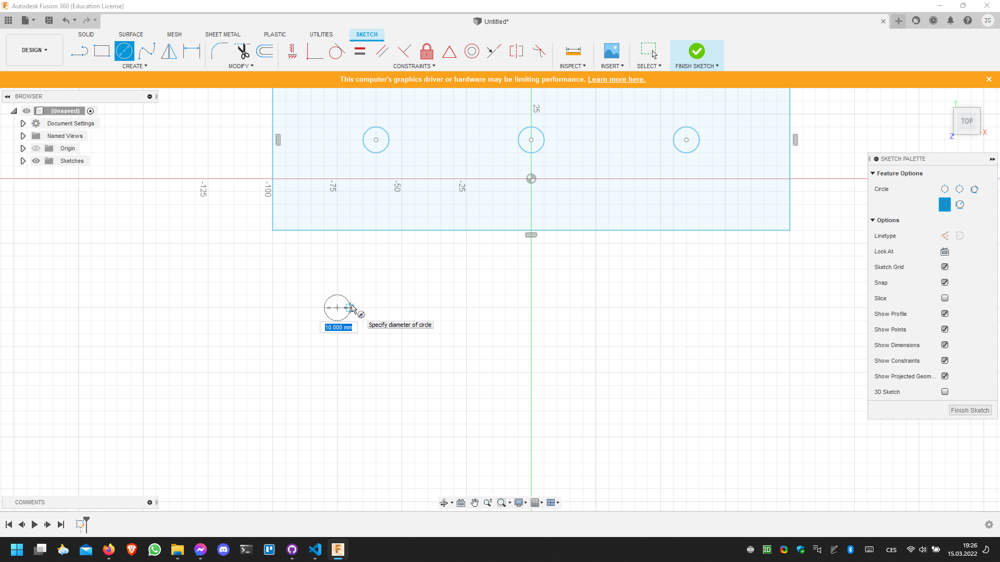 Autodesk Fusion 360 (Education License)
Untitled*
JS
DESIGN
SOLID
SURFACE
MESH
SHEET METAL
PLASTIC
UTILITIES
SKETCH
CREATE
MODIFY
CONSTRAINTS
INSPECT
INSERT
SELECT
FINISH SKETCH
This computer's graphics driver or hardware may be limiting performance. Learn more here.
BROWSER
(Unsaved)
Document Settings
Named Views
Origin
Sketches
25
-125
-100
-75
-50
-25
Y
TOP
X
Z
SKETCH PALETTE
Feature Options
Circle
Options
Linetype
Look At
Sketch Grid
Snap
Slice
Show Profile
Show Points
Show Dimensions
Show Constraints
Show Projected Geom...
3D Sketch
Finish Sketch
10.000 mm
Specify diameter of circle
COMMENTS
ID
CES
19:26
15.03.2022